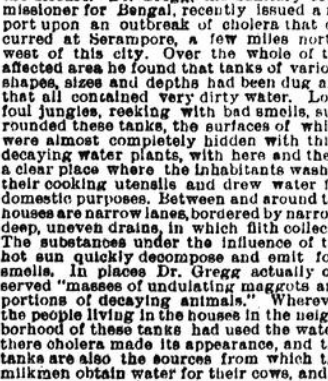 missioner for Bengal, recently issued a
port upon an outbreak of cholera that
curred at Serampore, a few miles nort
west of this city. Over the whole of t
affected area he found that tanks of vario
shapes, sizes and depths had been dug a
that all contained very dirty water. Lo
foul jungles, reeking with bad smells, su
rounded these tanks, the surfaces of whi
were almost completely hidden with thi
decaying water plants, with here and the
a clear place where the inhabitants wash
their cooking utensils and drew water f
domestic purposes. Between and around t
houses are narrow lanes, bordered by narro
deep, uneven drains, in which filth collec
The substances under the influence of t
hot sun quickly decompose and emit fo
smells. In places Dr. Gregg actually o
served "masses of undulating maggots a
portions of decaying animals." Wherev
the people living in the houses in the neig
borhood of these tanks had used the wate
there cholera made its appearance, and t
tanks are also the sources from which t
milkmen obtain water for their cows, and